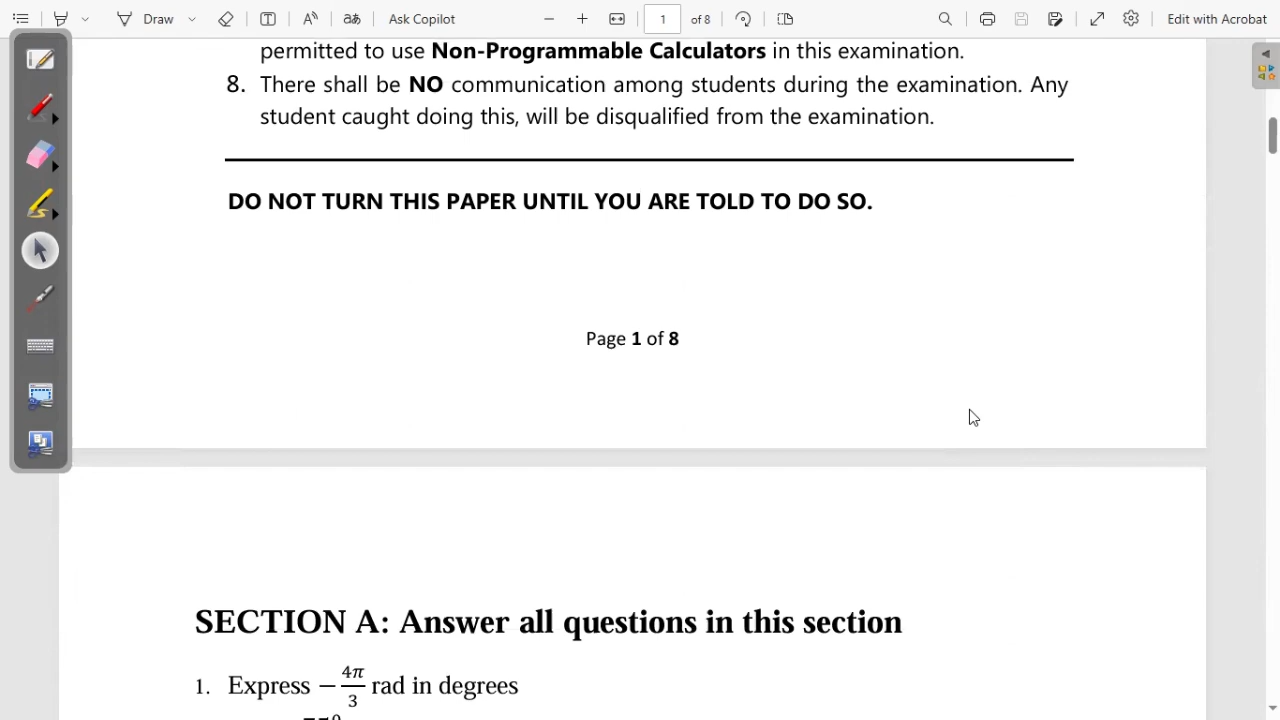 Draw
Ask Copilot
1
of 8
Edit with Acrobat
permitted to use Non-Programmable Calculators in this examination.
8. There shall be NO communication among students during the examination. Any
student caught doing this, will be disqualified from the examination.
DO NOT TURN THIS PAPER UNTIL YOU ARE TOLD TO DO SO.
Page 1 of 8
SECTION A: Answer all questions in this section
1. Express −4π/3 rad in degrees